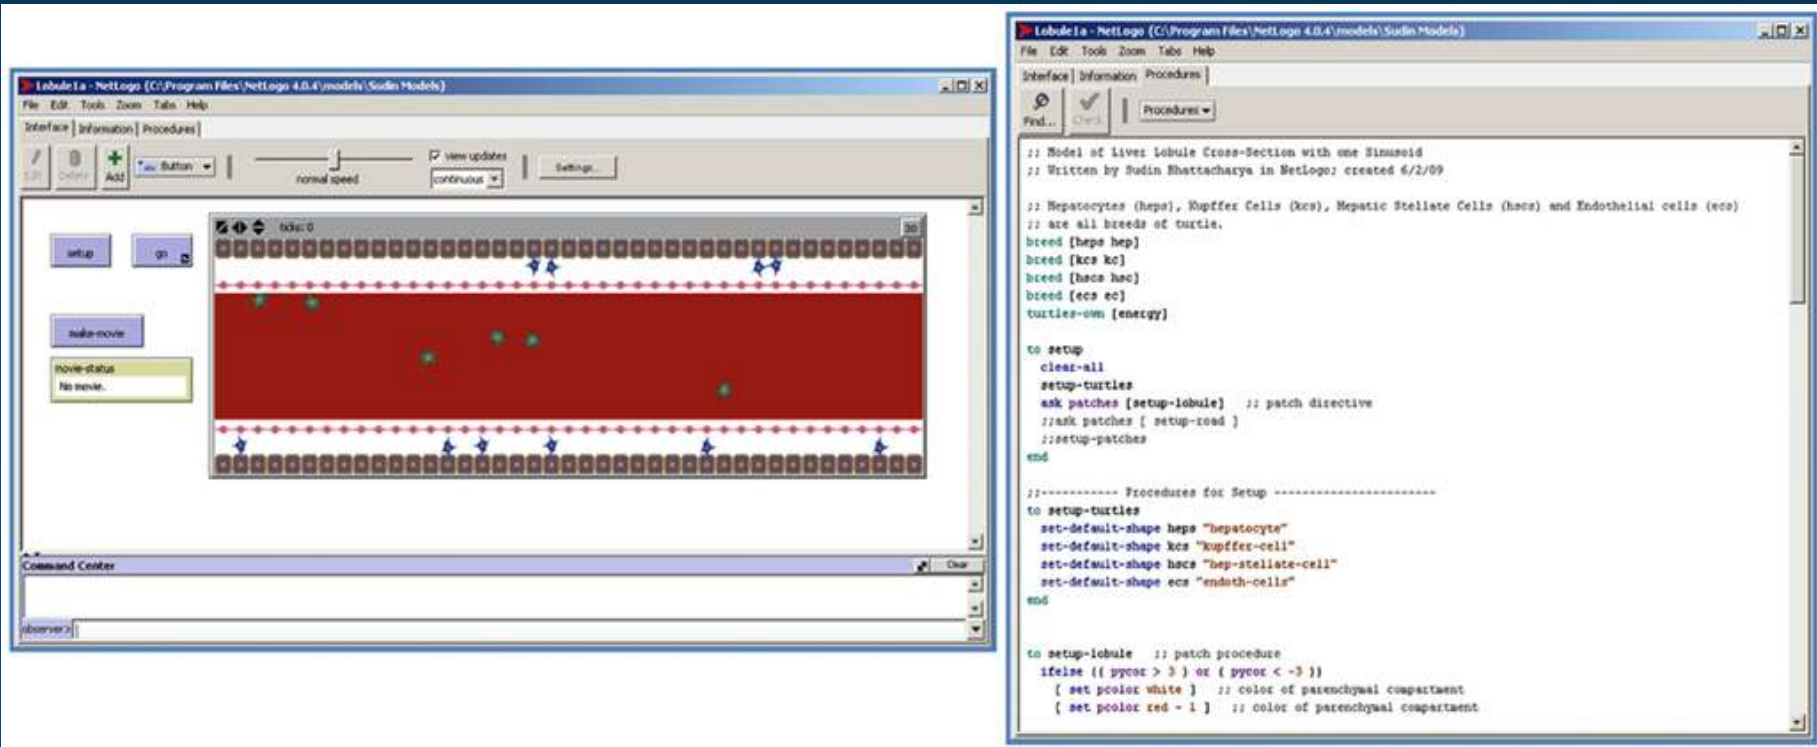 Lobule1a - NetLogo {C:\Program Files\NetLogo 4.0.4\models\Sudin Models}
File Edit Tools Zoom Tabs Help
Interface Information Procedures
Edit Delete Add Button normal speed view updates continuous Settings...
ticks: 0 3D
setup go
make-movie
movie-status
No movie.
Command Center Clear
observer>
Lobule1a - NetLogo {C:\Program Files\NetLogo 4.0.4\models\Sudin Models}
File Edit Tools Zoom Tabs Help
Interface Information Procedures
Find... Check Procedures
;; Model of Liver Lobule Cross-Section with one Sinusoid
;; Written by Sudin Bhattacharya in NetLogo; created 6/2/09
;; Hepatocytes (heps), Kupffer Cells (kcs), Hepatic Stellate Cells (hscs) and Endothelial cells (ecs)
;; are all breeds of turtle.
breed [heps hep]
breed [kcs kc]
breed [hscs hsc]
breed [ecs ec]
turtles-own [energy]
to setup
clear-all
setup-turtles
ask patches [setup-lobule] ;; patch directive
;;ask patches [ setup-road ]
;;setup-patches
end
;;----------- Procedures for Setup -----------------------
to setup-turtles
set-default-shape heps "hepatocyte"
set-default-shape kcs "kupffer-cell"
set-default-shape hscs "hep-stellate-cell"
set-default-shape ecs "endoth-cells"
end
to setup-lobule ;; patch procedure
ifelse (( pycor > 3 ) or ( pycor < -3 ))
[ set pcolor white ] ;; color of parenchymal compartment
[ set pcolor red - 1 ] ;; color of parenchymal compartment